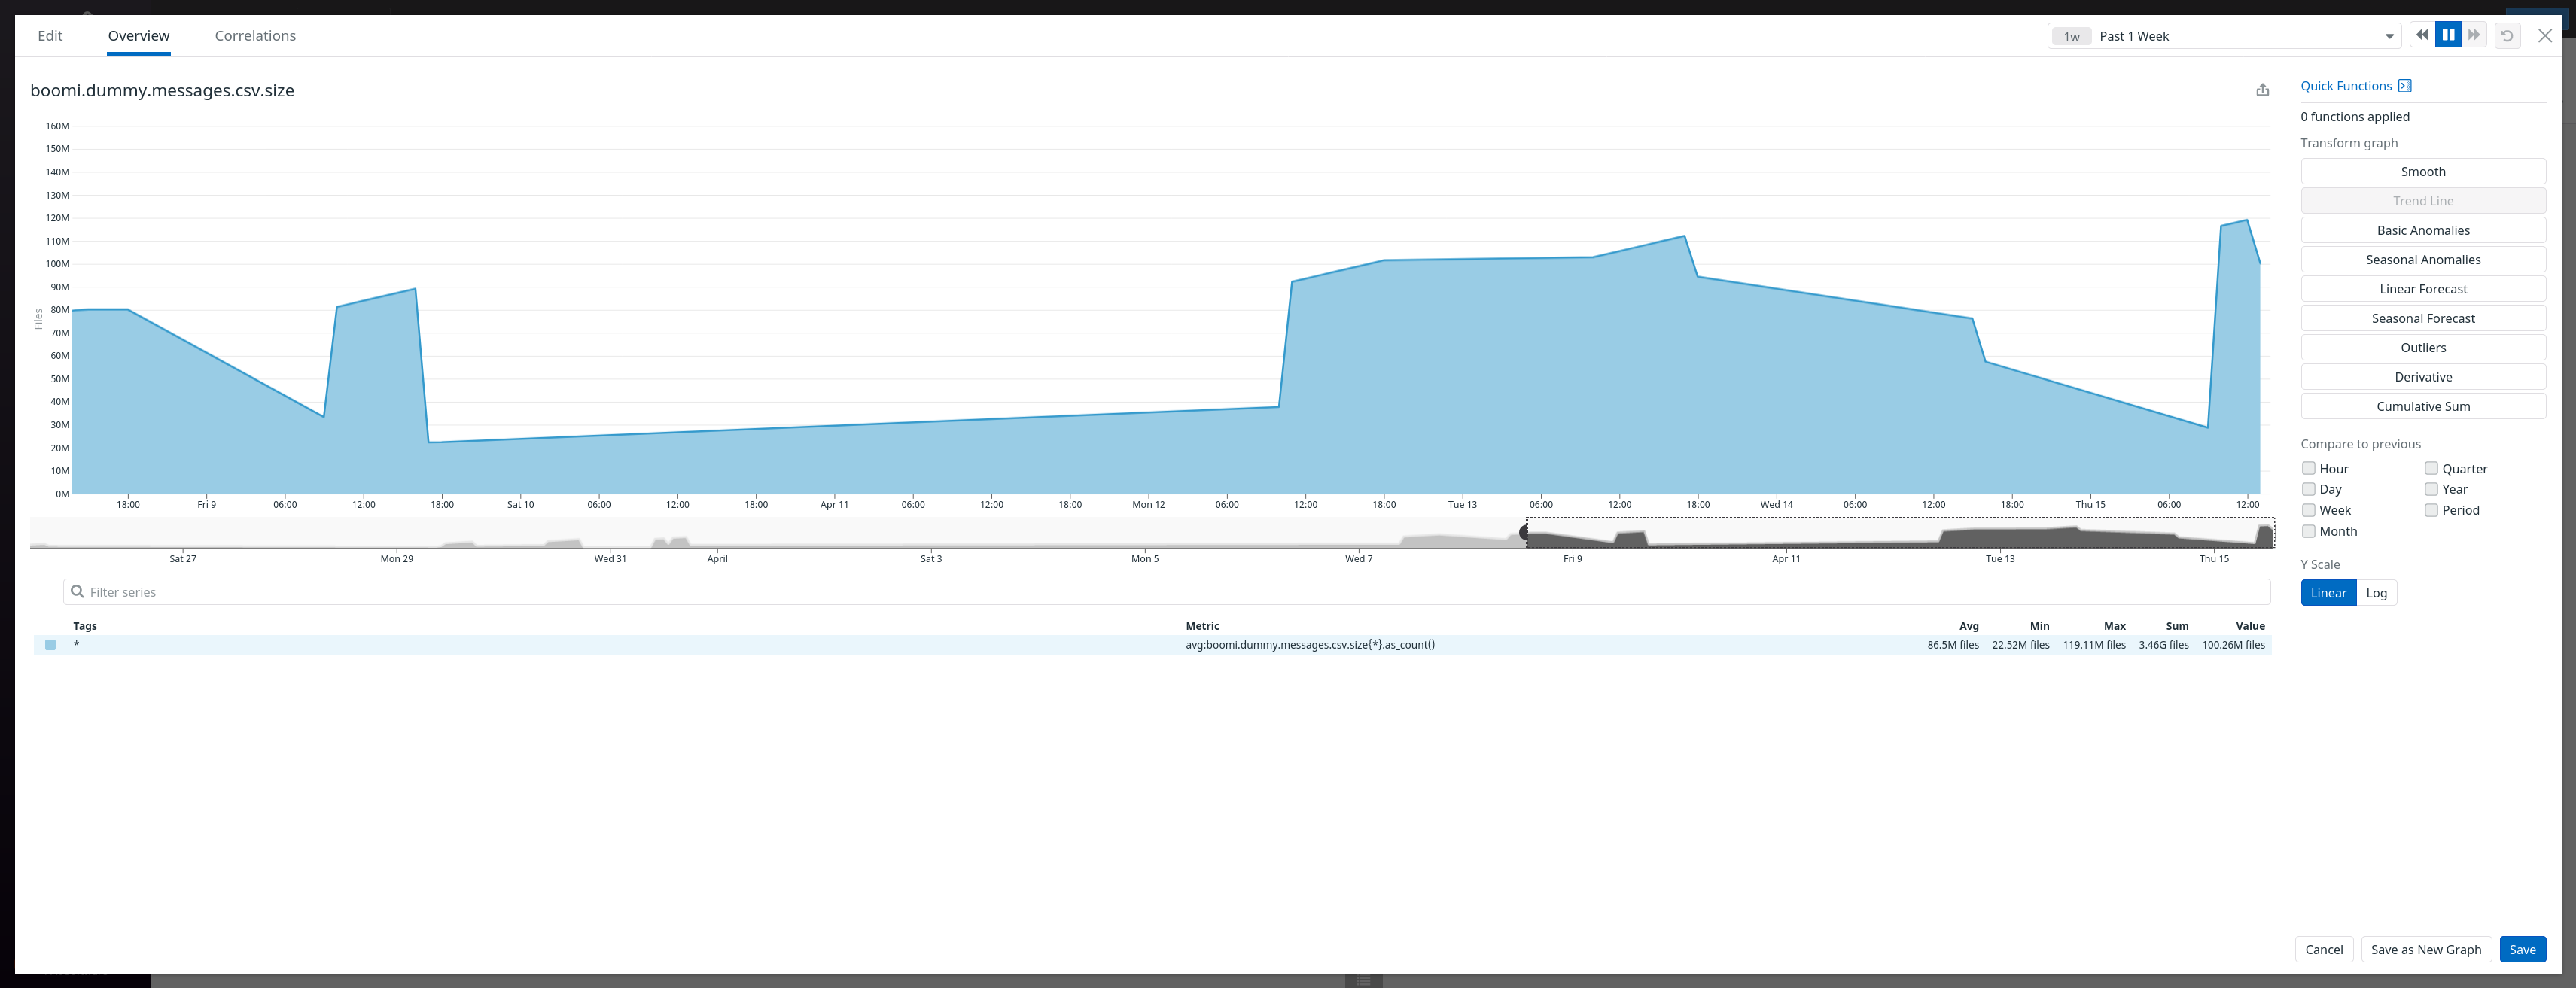 Edit Overview Correlations 1w Past 1 Week
boomi.dummy.messages.csv.size
160M
150M
140M
130M
120M
110M
100M
90M
80M
70M
60M
50M
40M
30M
20M
10M
0M
Files
18:00 Fri 9 06:00 12:00 18:00 Sat 10 06:00 12:00 18:00 Apr 11 06:00 12:00 18:00 Mon 12 06:00 12:00 18:00 Tue 13 06:00 12:00 18:00 Wed 14 06:00 12:00 18:00 Thu 15 06:00 12:00
Sat 27 Mon 29 Wed 31 April Sat 3 Mon 5 Wed 7 Fri 9 Apr 11 Tue 13 Thu 15
Filter series
Tags Metric Avg Min Max Sum Value
* avg:boomi.dummy.messages.csv.size{*}.as_count() 86.5M files 22.52M files 119.11M files 3.46G files 100.26M files
Quick Functions
0 functions applied
Transform graph
Smooth
Trend Line
Basic Anomalies
Seasonal Anomalies
Linear Forecast
Seasonal Forecast
Outliers
Derivative
Cumulative Sum
Compare to previous
Hour Quarter
Day Year
Week Period
Month
Y Scale
Linear Log
Cancel Save as New Graph Save